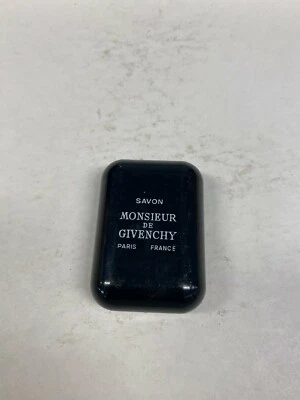 SAVON
MONSIEUR
DE
GIVENCHY
PARIS FRANCE